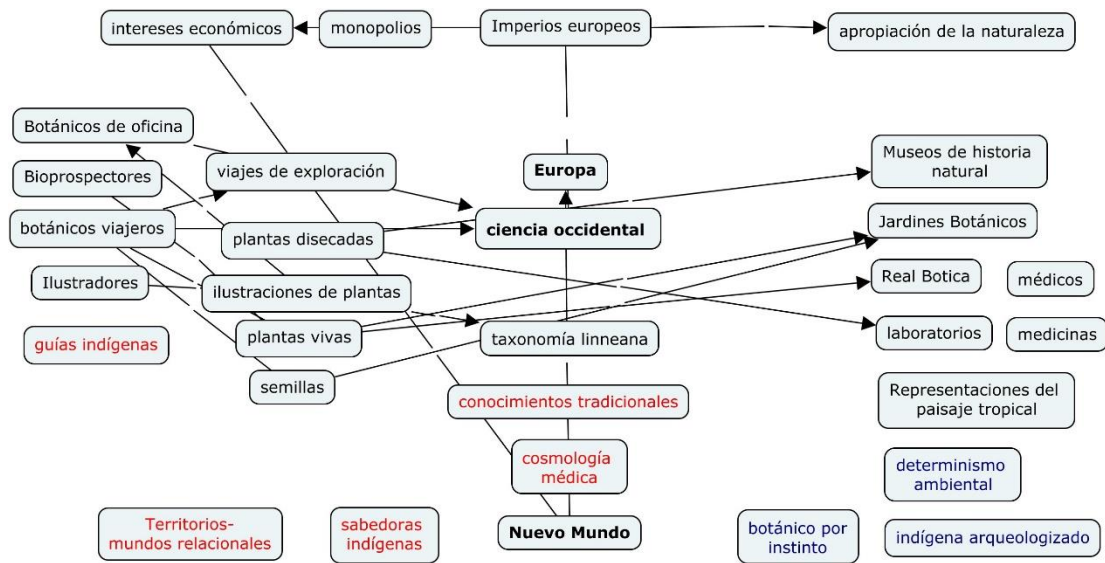 intereses económicos
monopolios
Imperios europeos
apropiación de la naturaleza
Botánicos de oficina
Bioprospectores
viajes de exploración
Europa
Museos de historia
natural
botánicos viajeros
plantas disecadas
ciencia occidental
Jardines Botánicos
Ilustradores
ilustraciones de plantas
Real Botica
médicos
guías indígenas
plantas vivas
taxonomía linneana
laboratorios
medicinas
semillas
conocimientos tradicionales
Representaciones del
paisaje tropical
cosmología
médica
determinismo
ambiental
Territorios-
mundos relacionales
sabedoras
indígenas
Nuevo Mundo
botánico por
instinto
indígena arqueologizado